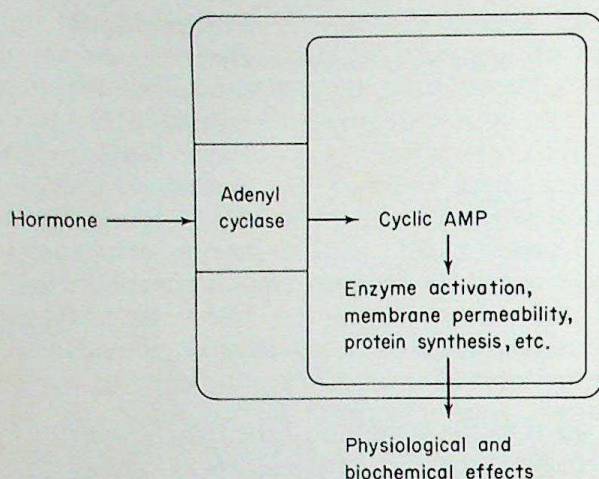 Hormone
Adenyl
cyclase
Cyclic AMP
Enzyme activation,
membrane permeability,
protein synthesis, etc.
Physiological and
biochemical effects